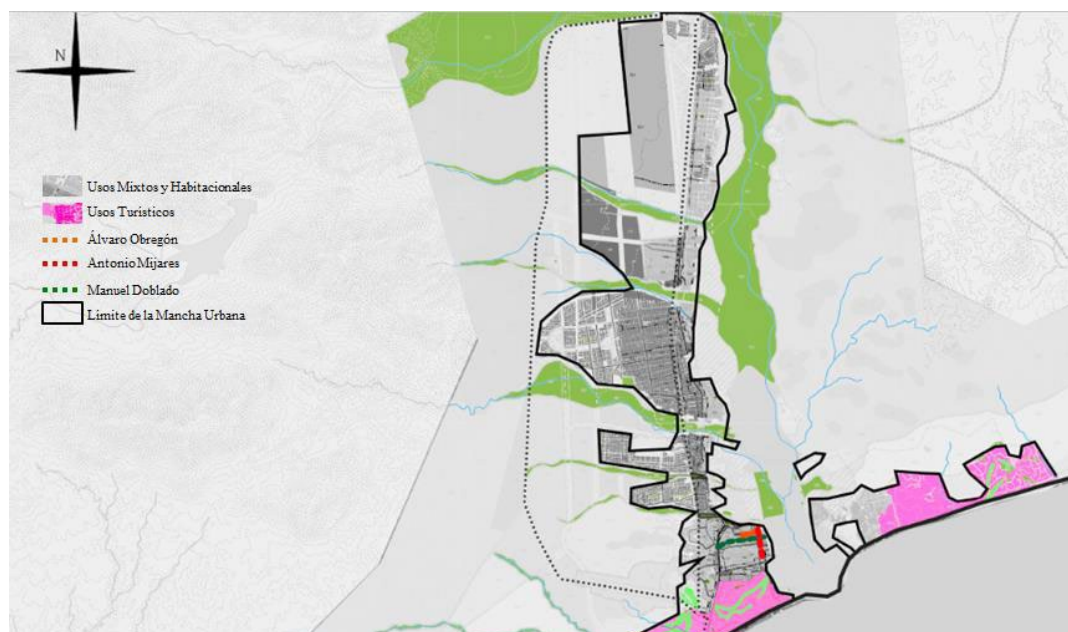 N
Usos Mixtos y Habitacionales
Usos Turísticos
Álvaro Obregón
Antonio Mijares
Manuel Doblado
Límite de la Mancha Urbana